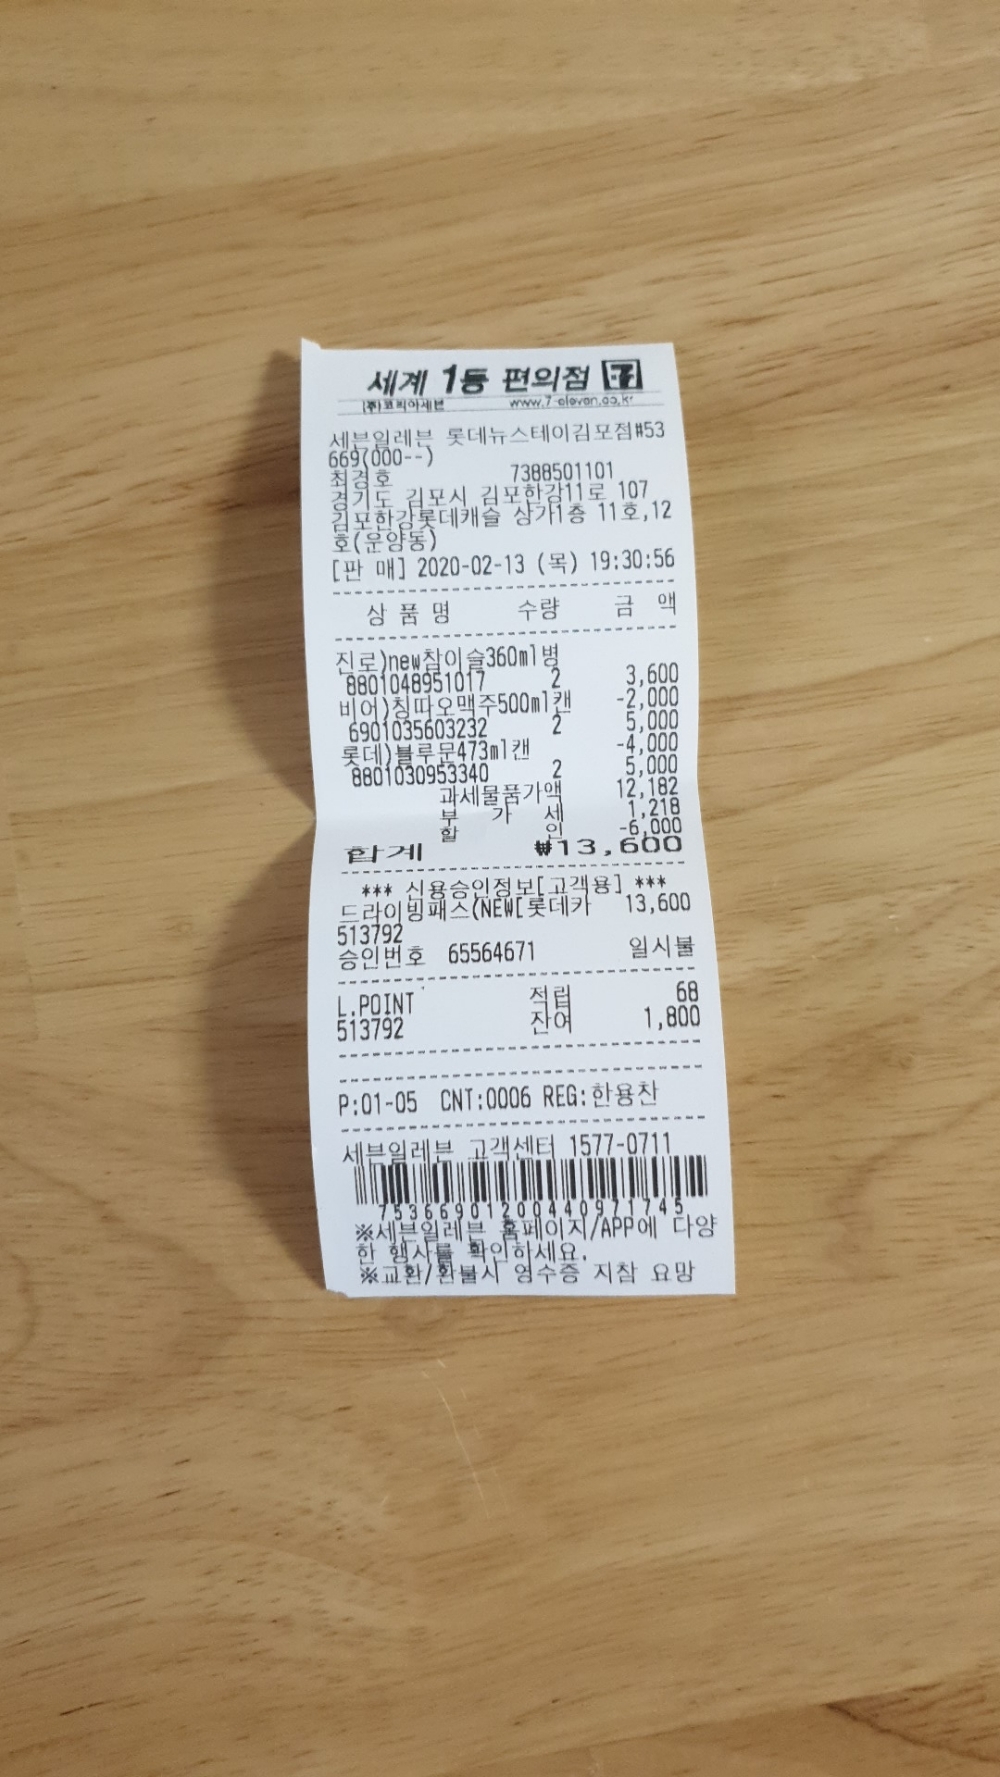 세계 1등 편의점 7
(주)코리아세븐 www.7-eleven.co.kr
세븐일레븐 롯데뉴스테이김포점#53
669(000--)
최경호 7388501101
경기도 김포시 김포한강11로 107
김포한강롯데캐슬 상가1층 11호,12
호(운양동)
[판 매] 2020-02-13 (목) 19:30:56
상 품 명 수량 금 액
진로)new참이슬360ml병
8801048951017 2 3,600
비어)칭따오맥주500ml캔 -2,000
6901035603232 2 5,000
롯데)블루문473ml캔 -4,000
8801030953340 2 5,000
과세물품가액 12,182
부 가 세 1,218
할 인 -6,000
합계 ₩13,600
*** 신용승인정보[고객용] ***
드라이빙패스(NEW[롯데카 13,600
513792
승인번호 65564671 일시불
L.POINT 적립 68
513792 잔여 1,800
P:01-05 CNT:0006 REG:한용찬
세븐일레븐 고객센터 1577-0711
75366901200440971745
※세븐일레븐 홈페이지/APP에 다양
한 행사를 확인하세요.
※교환/환불시 영수증 지참 요망